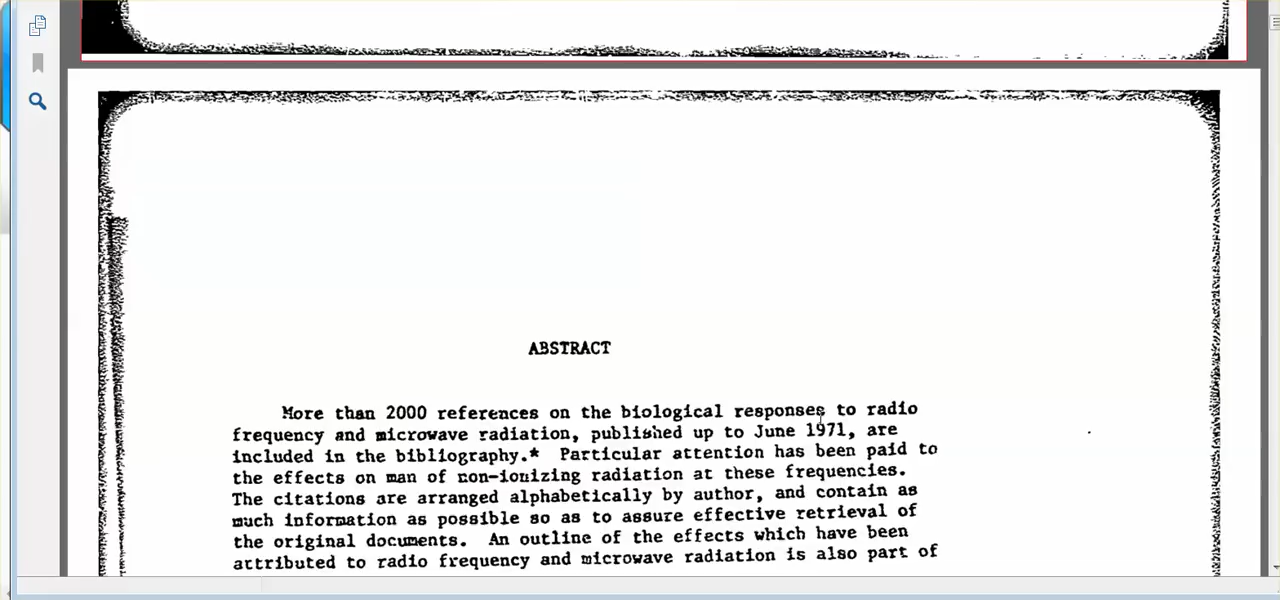 ABSTRACT
More than 2000 references on the biological responses to radio
frequency and microwave radiation, published up to June 1971, are
included in the bibliography.* Particular attention has been paid to
the effects on man of non-ionizing radiation at these frequencies.
The citations are arranged alphabetically by author, and contain as
much information as possible so as to assure effective retrieval of
the original documents. An outline of the effects which have been
attributed to radio frequency and microwave radiation is also part of